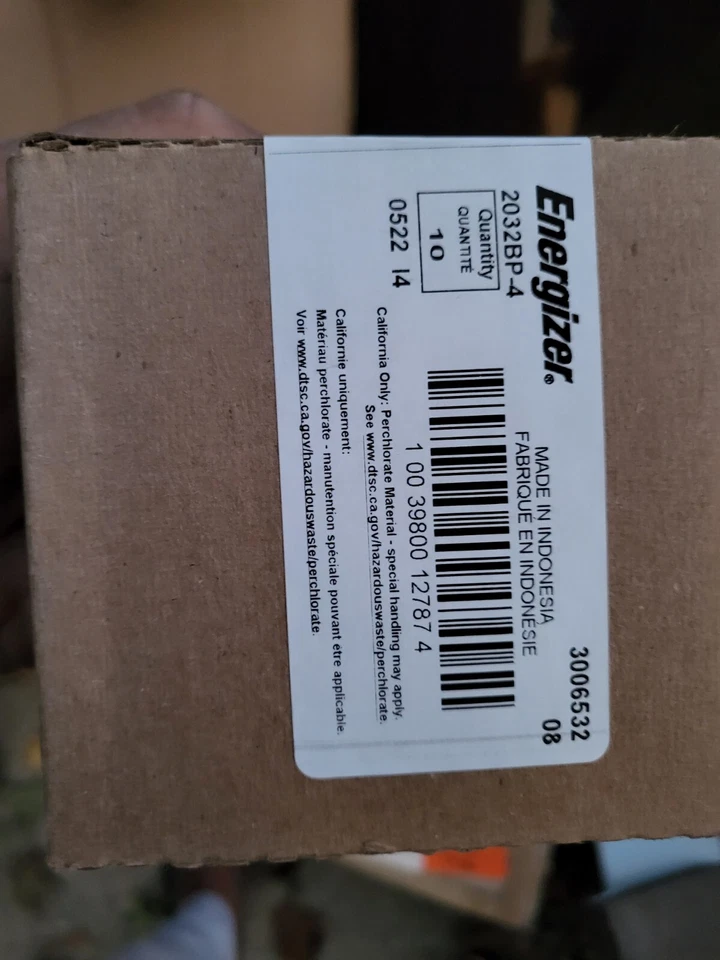 Energizer®
2032BP-4
Quantity
QUANTITÉ
10
0522 I4
MADE IN INDONESIA
FABRIQUÉ EN INDONÉSIE
3006532
08
1 00 39800 12787 4
California Only: Perchlorate Material - special handling may apply.
See www.dtsc.ca.gov/hazardouswaste/perchlorate.
Californie uniquement:
Matériau perchlorate - manutention spéciale pouvant être applicable.
Voir www.dtsc.ca.gov/hazardouswaste/perchlorate.